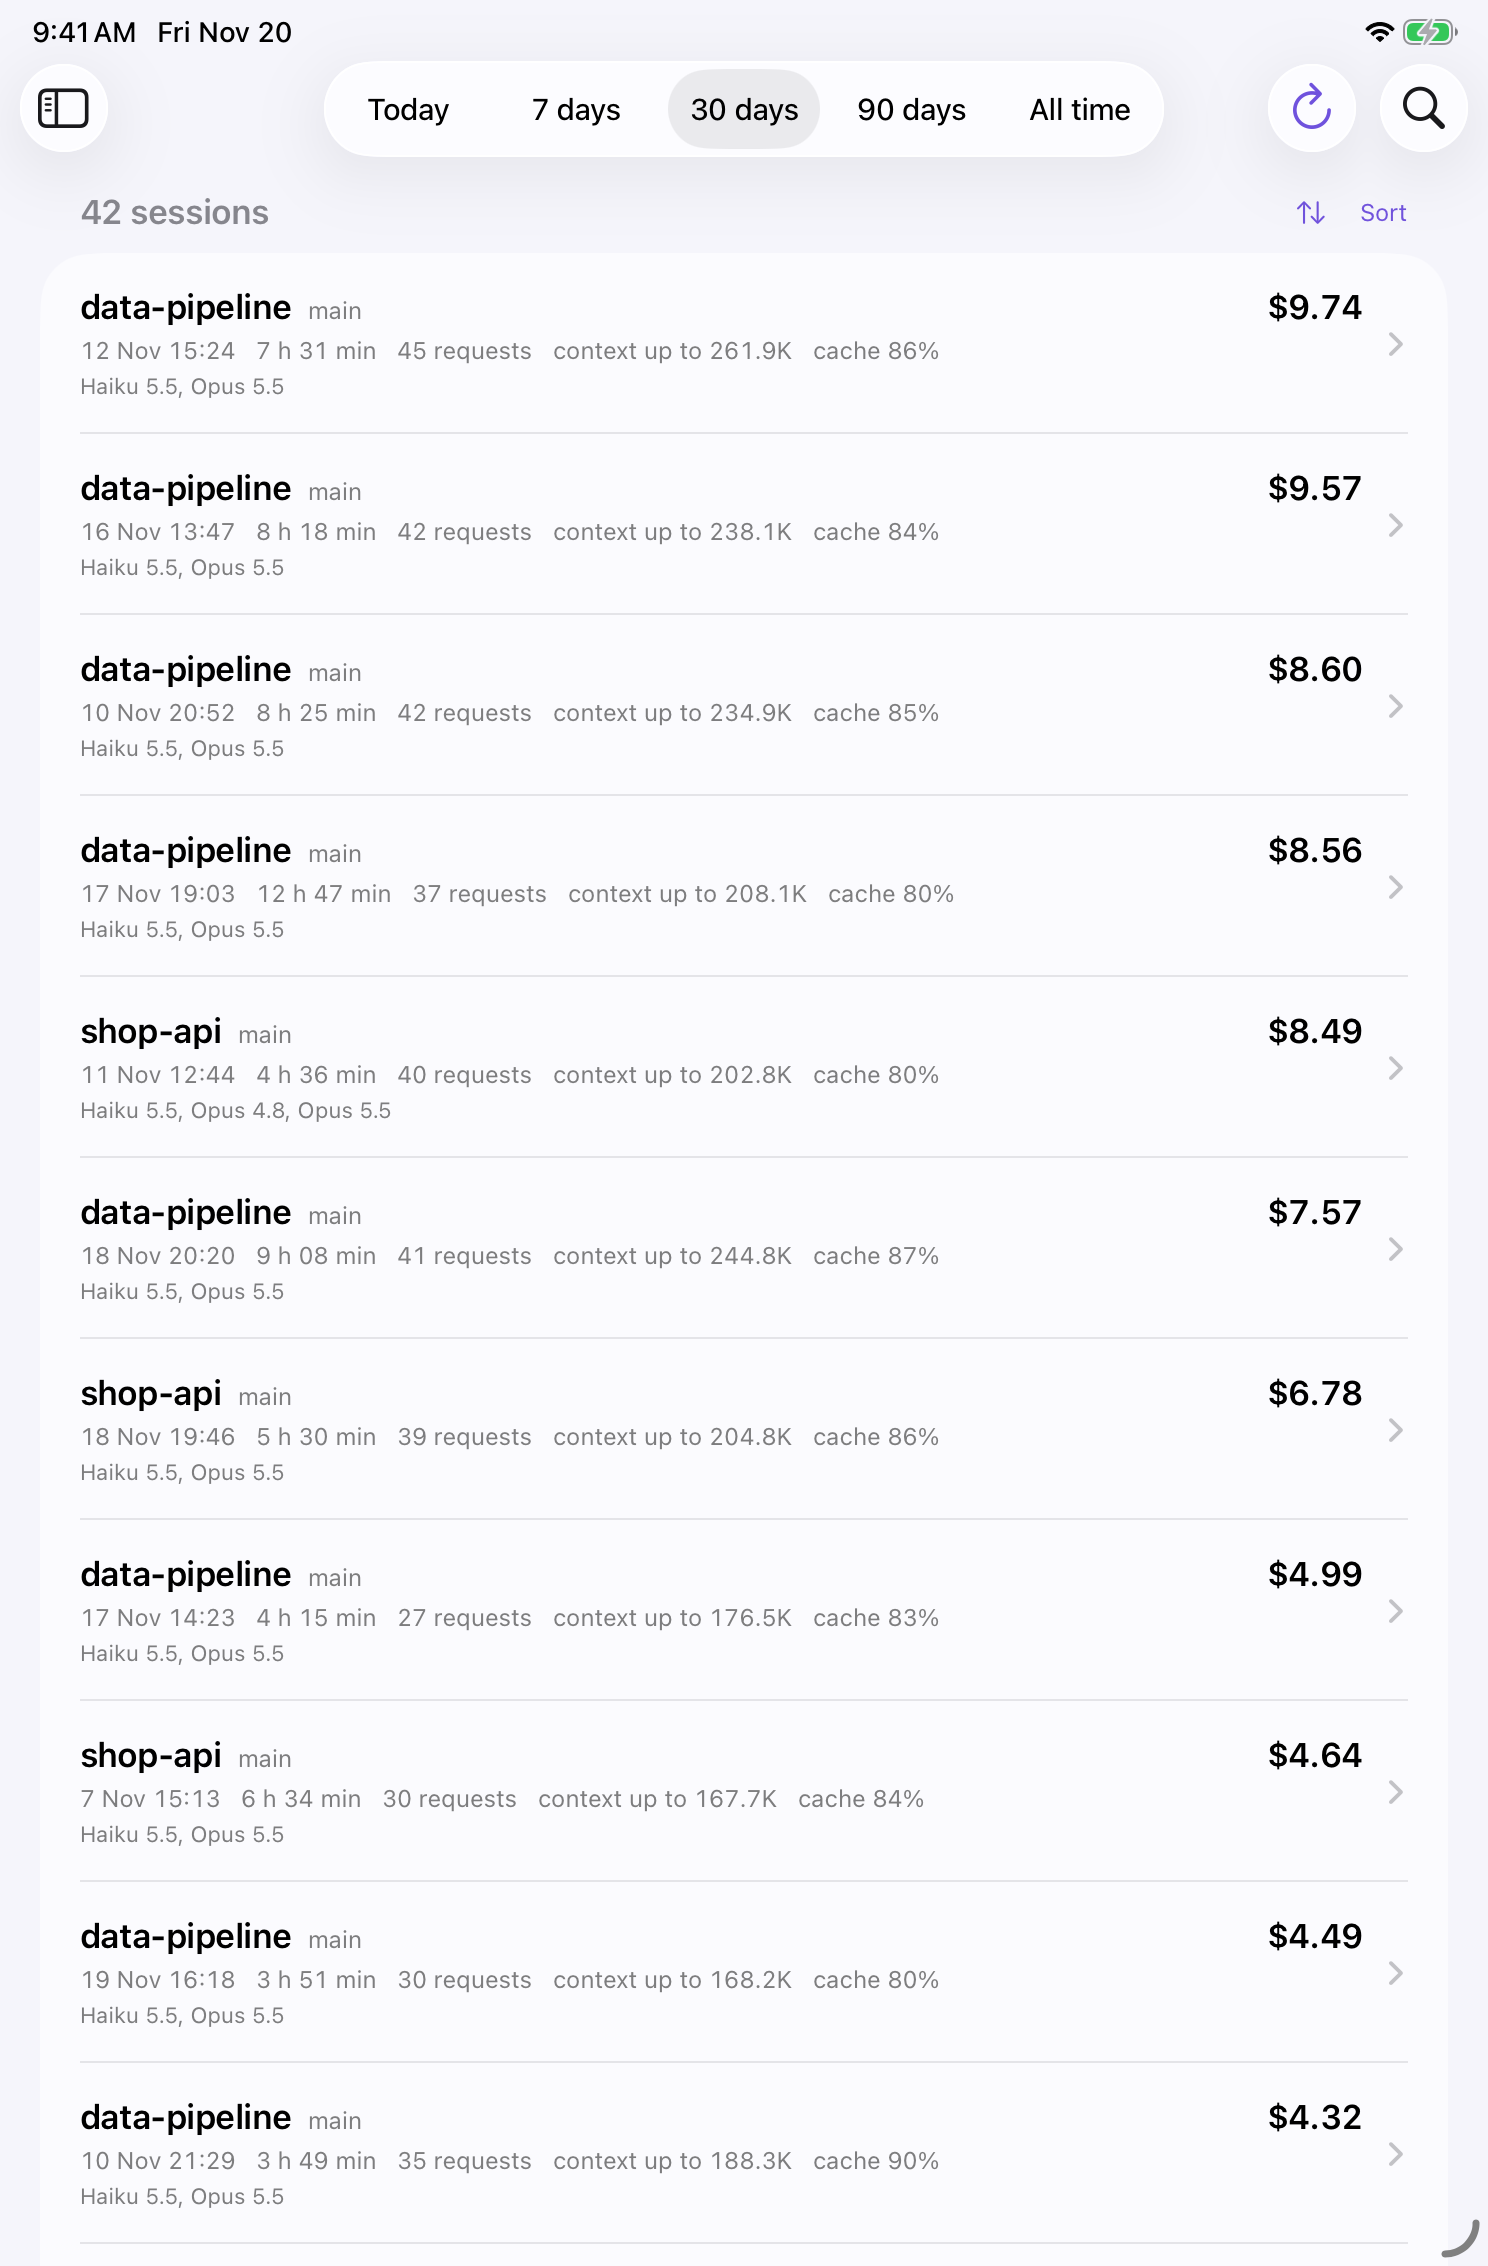 9:41 AM Fri Nov 20
Today 7 days 30 days 90 days All time
42 sessions Sort
data-pipeline main $9.74
12 Nov 15:24 7 h 31 min 45 requests context up to 261.9K cache 86%
Haiku 5.5, Opus 5.5
data-pipeline main $9.57
16 Nov 13:47 8 h 18 min 42 requests context up to 238.1K cache 84%
Haiku 5.5, Opus 5.5
data-pipeline main $8.60
10 Nov 20:52 8 h 25 min 42 requests context up to 234.9K cache 85%
Haiku 5.5, Opus 5.5
data-pipeline main $8.56
17 Nov 19:03 12 h 47 min 37 requests context up to 208.1K cache 80%
Haiku 5.5, Opus 5.5
shop-api main $8.49
11 Nov 12:44 4 h 36 min 40 requests context up to 202.8K cache 80%
Haiku 5.5, Opus 4.8, Opus 5.5
data-pipeline main $7.57
18 Nov 20:20 9 h 08 min 41 requests context up to 244.8K cache 87%
Haiku 5.5, Opus 5.5
shop-api main $6.78
18 Nov 19:46 5 h 30 min 39 requests context up to 204.8K cache 86%
Haiku 5.5, Opus 5.5
data-pipeline main $4.99
17 Nov 14:23 4 h 15 min 27 requests context up to 176.5K cache 83%
Haiku 5.5, Opus 5.5
shop-api main $4.64
7 Nov 15:13 6 h 34 min 30 requests context up to 167.7K cache 84%
Haiku 5.5, Opus 5.5
data-pipeline main $4.49
19 Nov 16:18 3 h 51 min 30 requests context up to 168.2K cache 80%
Haiku 5.5, Opus 5.5
data-pipeline main $4.32
10 Nov 21:29 3 h 49 min 35 requests context up to 188.3K cache 90%
Haiku 5.5, Opus 5.5